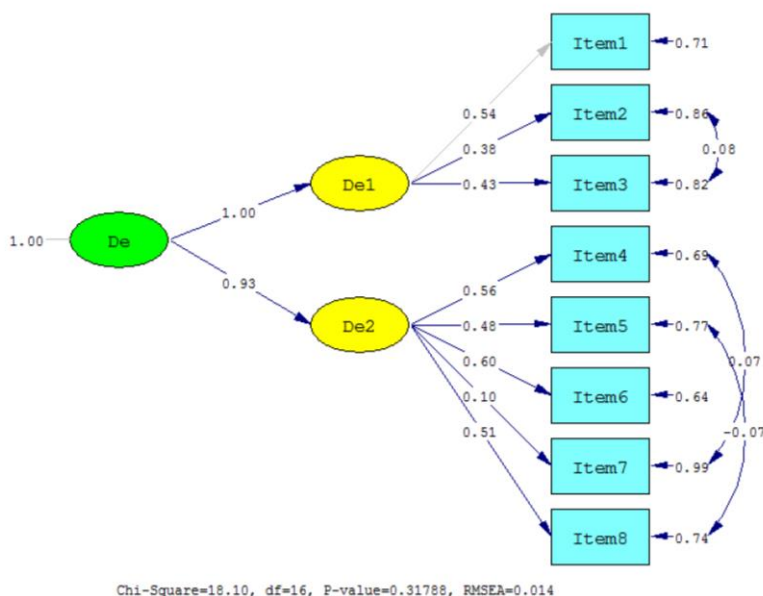 Item1
0.71
0.54
Item2
0.86
0.38
0.08
De1
0.43
Item3
0.82
1.00
1.00
De
Item4
0.69
0.93
0.56
De2
0.48
Item5
0.77
0.07
0.60
0.10
Item6
0.64
0.51
-0.07
Item7
0.99
Item8
0.74
Chi-Square=18.10, df=16, P-value=0.31788, RMSEA=0.014